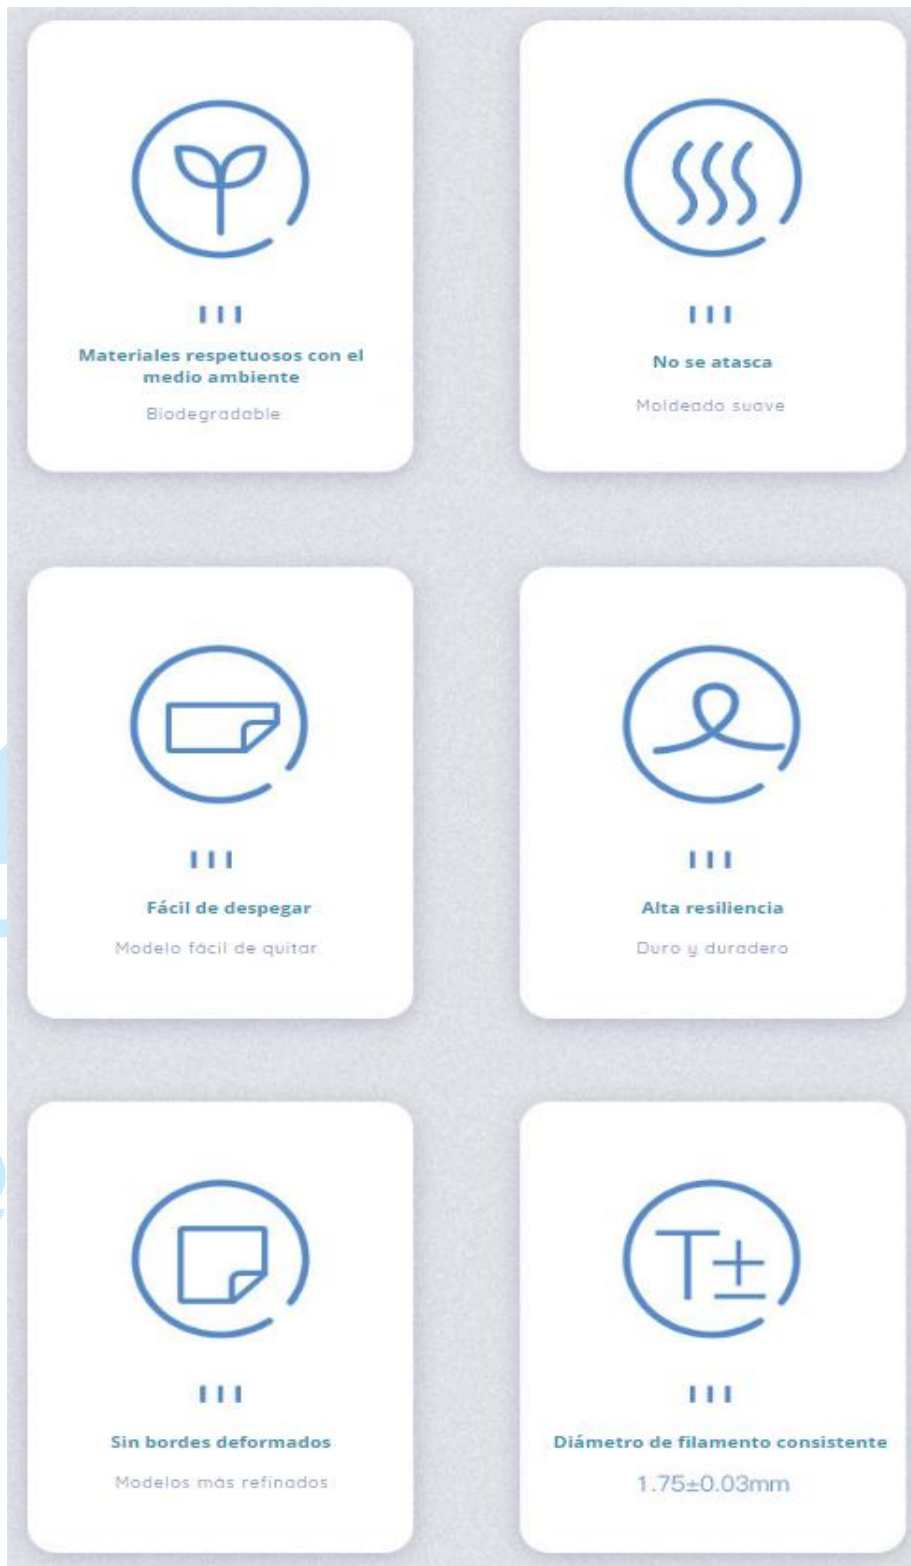 Materiales respetuosos con el
medio ambiente
Biodegradable
No se atasca
Moldeado suave
Fácil de despegar
Modelo fácil de quitar
Alta resiliencia
Duro y duradero
Sin bordes deformados
Modelos más refinados
T±
Diámetro de filamento consistente
1.75±0.03mm